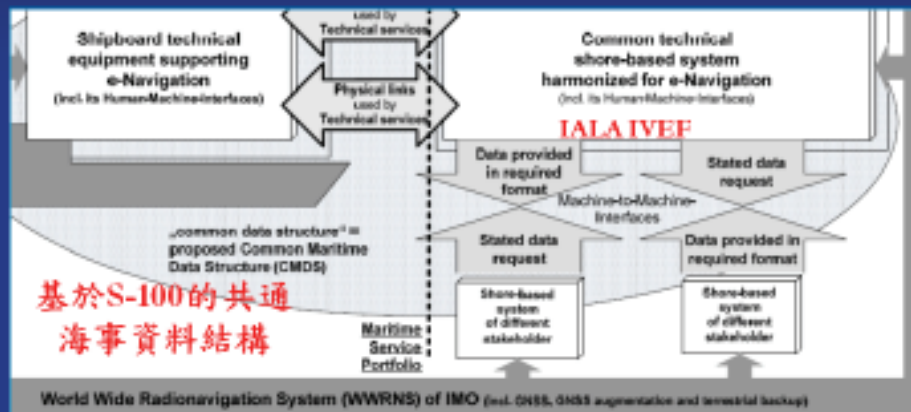 used by
Technical services
Shipboard technical
equipment supporting
e-Navigation
(incl. its Human-Machine-Interfaces)
Physical links
used by
Technical services
Common technical
shore-based system
harmonized for e-Navigation
(incl. its Human-Machine-Interfaces)
IALA IVEF
Data provided
in required
format
Stated data
request
Machine-to-Machine-
Interfaces
Stated data
request
Data provided in
required format
„common data structure“ =
proposed Common Maritime
Data Structure (CMDS)
基於S-100的共通
海事資料結構
Maritime
Service
Portfolio
Shore-based
system
of different
stakeholder
Shore-based
system
of different
stakeholder
World Wide Radionavigation System (WWRNS) of IMO (incl. GNSS, GNSS augmentation and terrestrial backup)